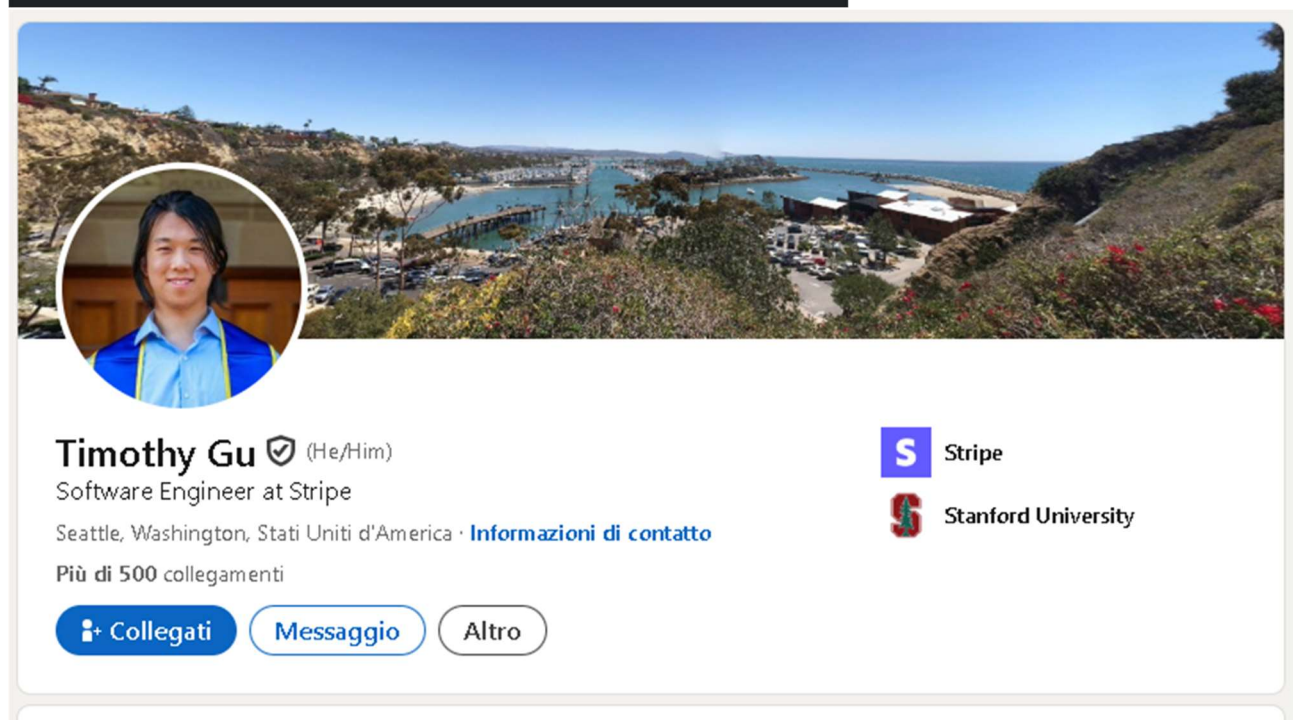 Timothy Gu (He/Him)
Software Engineer at Stripe
Seattle, Washington, Stati Uniti d'America · Informazioni di contatto
Più di 500 collegamenti
Collegati Messaggio Altro
S Stripe
S Stanford University